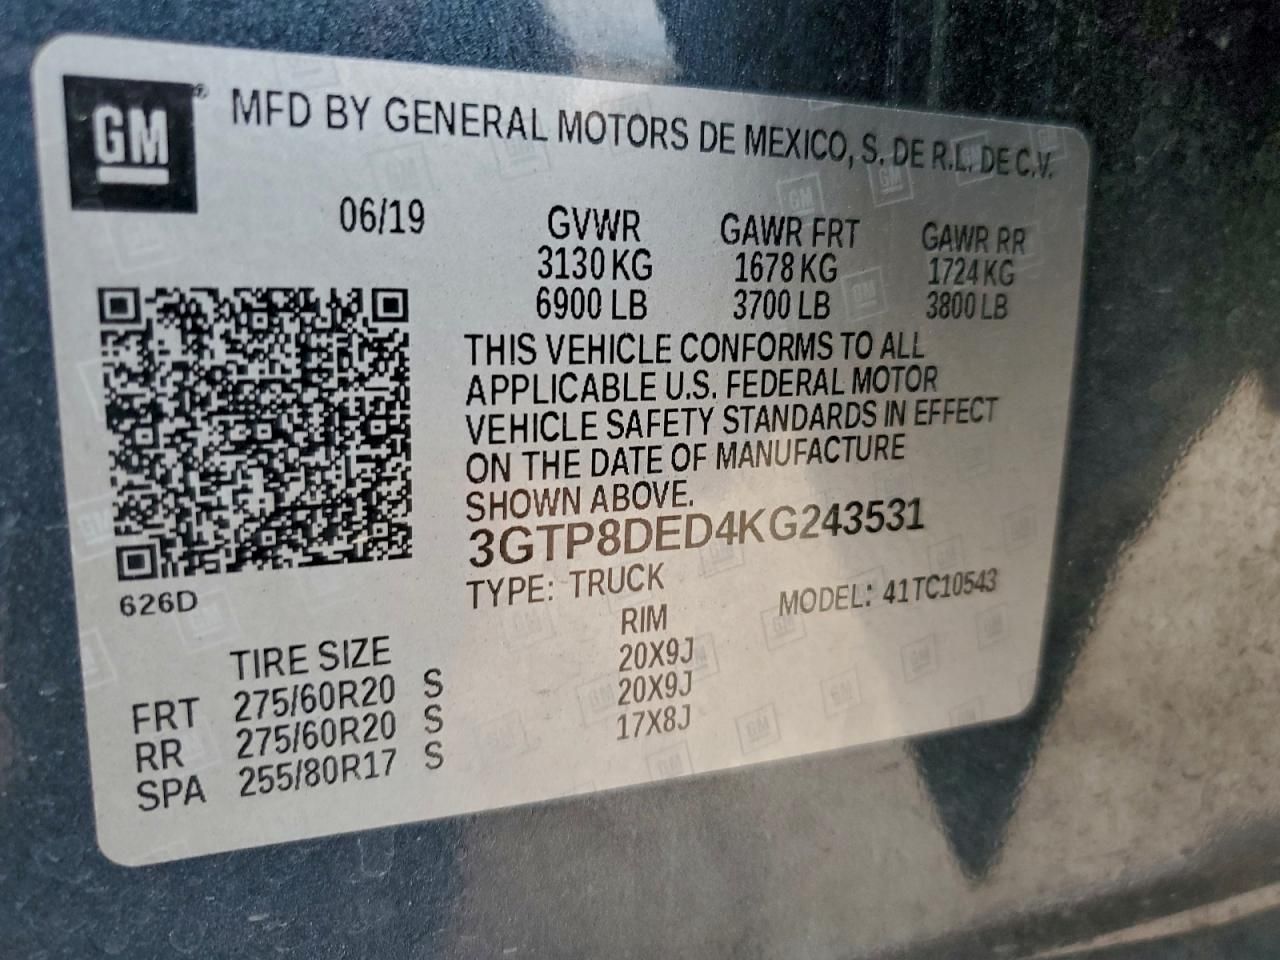 GM® MFD BY GENERAL MOTORS DE MEXICO, S. DE R.L. DE C.V.
06/19 GVWR GAWR FRT GAWR RR
3130 KG 1678 KG 1724 KG
6900 LB 3700 LB 3800 LB
THIS VEHICLE CONFORMS TO ALL
APPLICABLE U.S. FEDERAL MOTOR
VEHICLE SAFETY STANDARDS IN EFFECT
ON THE DATE OF MANUFACTURE
SHOWN ABOVE.
3GTP8DED4KG243531
626D
TYPE: TRUCK MODEL: 41TC10543
TIRE SIZE RIM
FRT 275/60R20 S 20X9J
RR 275/60R20 S 20X9J
SPA 255/80R17 S 17X8J